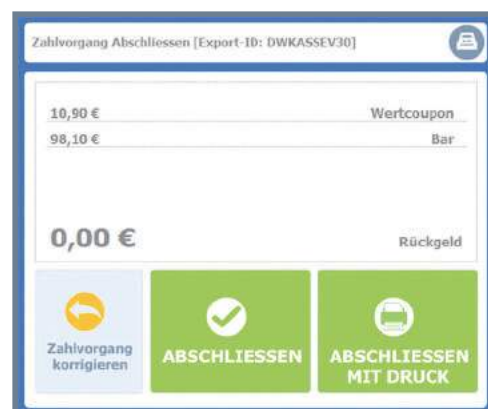 Zahlvorgang Abschliessen [Export-ID: DWKASSEV30]
10,90 € Wertcoupon
98,10 € Bar
0,00 € Rückgeld
Zahlvorgang
korrigieren
ABSCHLIESSEN
ABSCHLIESSEN
MIT DRUCK